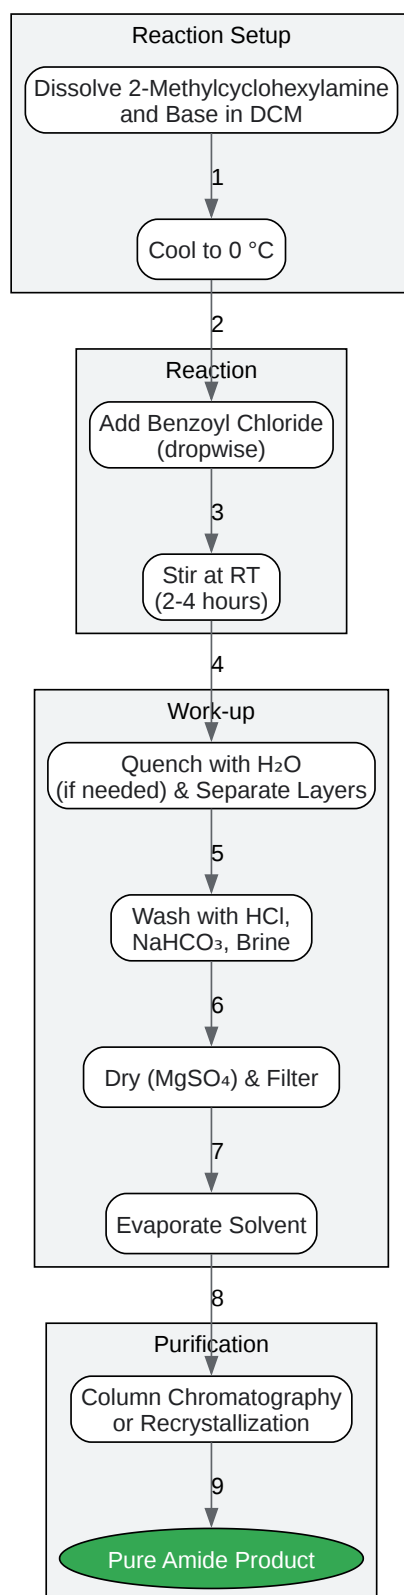 Reaction Setup
Dissolve 2-Methylcyclohexylamine
and Base in DCM
1
Cool to 0 °C
2
Reaction
Add Benzoyl Chloride
(dropwise)
3
Stir at RT
(2-4 hours)
4
Work-up
Quench with H₂O
(if needed) & Separate Layers
5
Wash with HCl,
NaHCO₃, Brine
6
Dry (MgSO₄) & Filter
7
Evaporate Solvent
8
Purification
Column Chromatography
or Recrystallization
9
Pure Amide Product